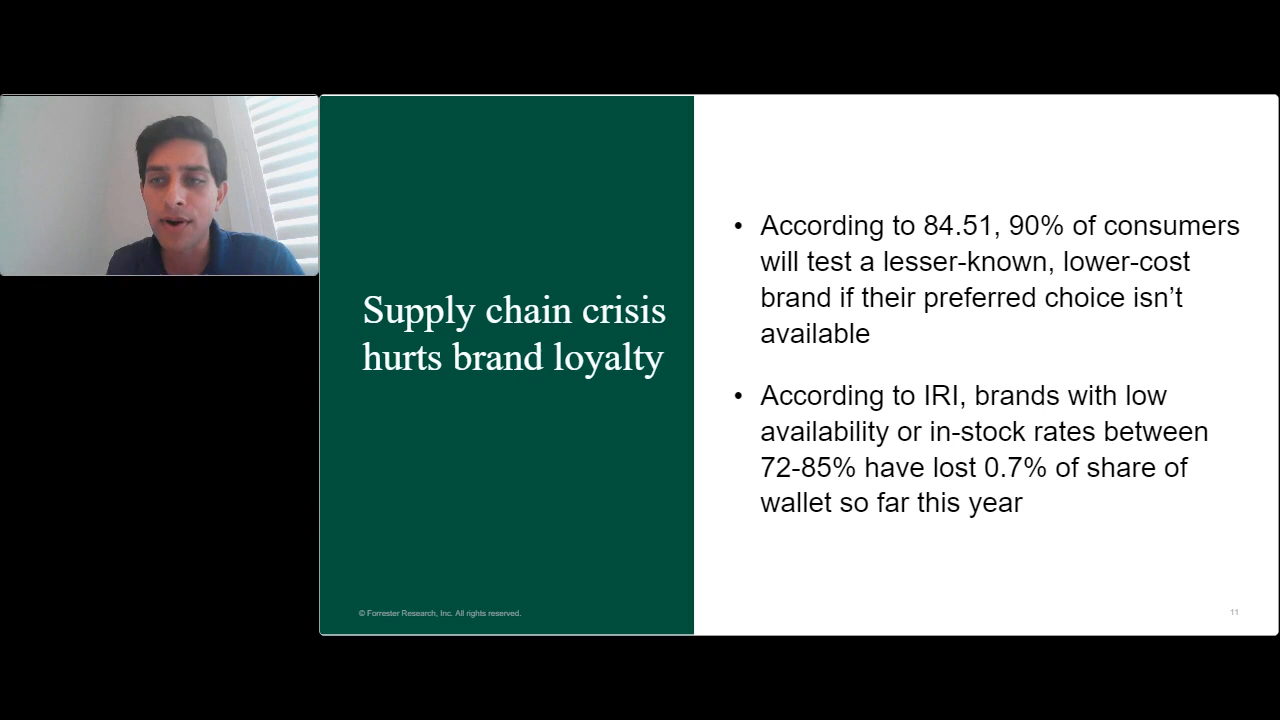 Supply chain crisis
hurts brand loyalty
• According to 84.51, 90% of consumers
will test a lesser-known, lower-cost
brand if their preferred choice isn’t
available
• According to IRI, brands with low
availability or in-stock rates between
72-85% have lost 0.7% of share of
wallet so far this year
© Forrester Research, Inc. All rights reserved.
11